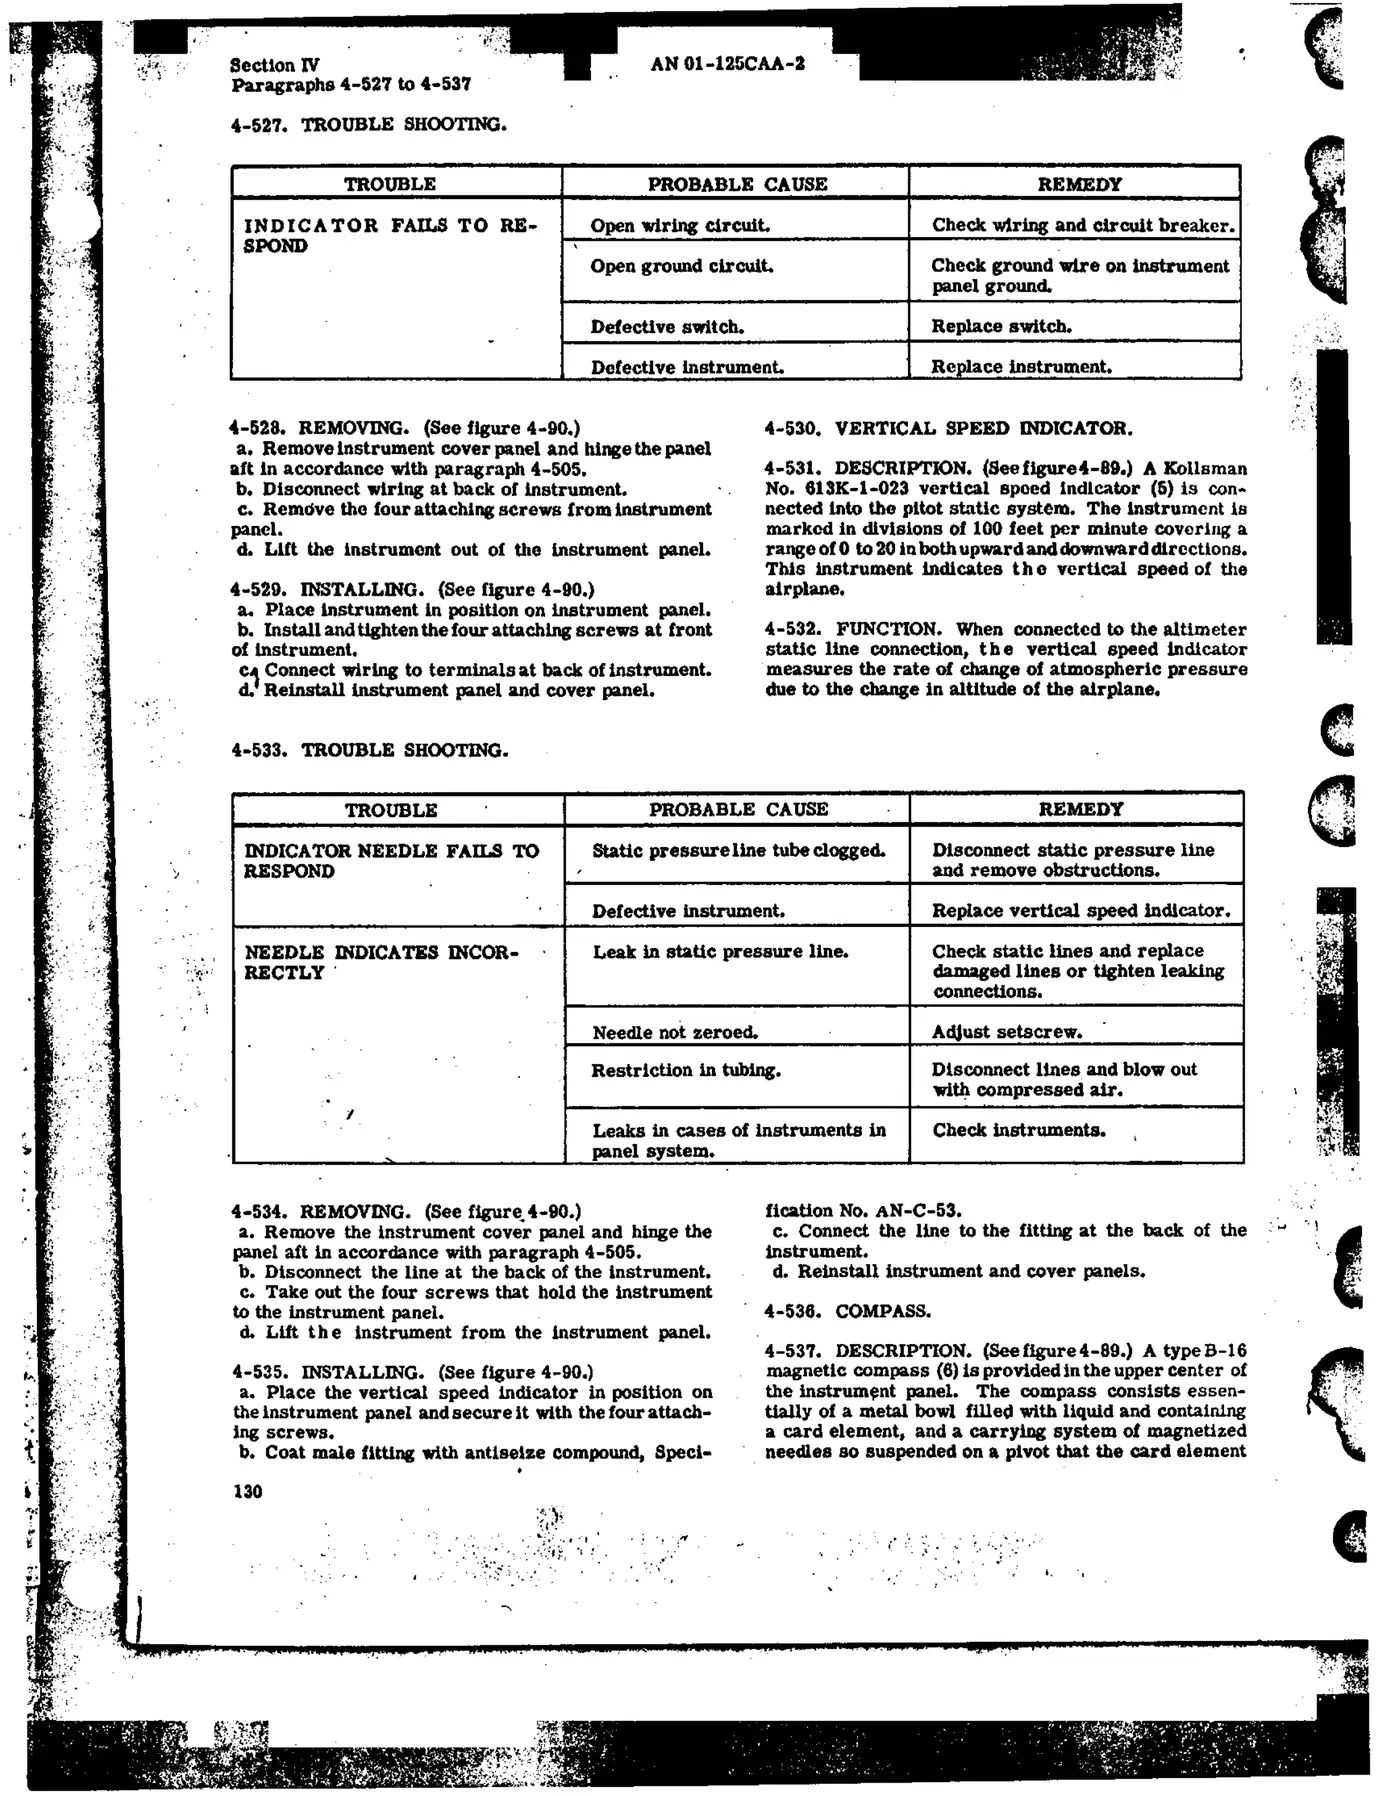 Section IV
Paragraphs 4-527 to 4-537
AN 01-125CAA-2
4-527. TROUBLE SHOOTING.
TROUBLE
PROBABLE CAUSE
REMEDY
INDICATOR FAILS TO RE-
SPOND
Open wiring circuit.
Check wiring and circuit breaker.
Open ground circuit.
Check ground wire on instrument
panel ground.
Defective switch.
Replace switch.
Defective instrument.
Replace instrument.
4-528. REMOVING. (See figure 4-90.)
a. Remove instrument cover panel and hinge the panel
aft in accordance with paragraph 4-505.
b. Disconnect wiring at back of instrument.
c. Remove the four attaching screws from instrument
panel.
d. Lift the instrument out of the instrument panel.
4-529. INSTALLING. (See figure 4-90.)
a. Place instrument in position on instrument panel.
b. Install and tighten the four attaching screws at front
of instrument.
c. Connect wiring to terminals at back of instrument.
d. Reinstall instrument panel and cover panel.
4-530. VERTICAL SPEED INDICATOR.
4-531. DESCRIPTION. (See figure 4-89.) A Kollsman
No. 613K-1-023 vertical speed indicator (5) is con-
nected into the pitot static system. The instrument is
marked in divisions of 100 feet per minute covering a
range of 0 to 20 in both upward and downward directions.
This instrument indicates the vertical speed of the
airplane.
4-532. FUNCTION. When connected to the altimeter
static line connection, the vertical speed indicator
measures the rate of change of atmospheric pressure
due to the change in altitude of the airplane.
4-533. TROUBLE SHOOTING.
TROUBLE
PROBABLE CAUSE
REMEDY
INDICATOR NEEDLE FAILS TO
RESPOND
Static pressure line tube clogged.
Disconnect static pressure line
and remove obstructions.
Defective instrument.
Replace vertical speed indicator.
NEEDLE INDICATES INCOR-
RECTLY
Leak in static pressure line.
Check static lines and replace
damaged lines or tighten leaking
connections.
Needle not zeroed.
Adjust setscrew.
Restriction in tubing.
Disconnect lines and blow out
with compressed air.
Leaks in cases of instruments in
panel system.
Check instruments.
4-534. REMOVING. (See figure 4-90.)
a. Remove the instrument cover panel and hinge the
panel aft in accordance with paragraph 4-505.
b. Disconnect the line at the back of the instrument.
c. Take out the four screws that hold the instrument
to the instrument panel.
d. Lift the instrument from the instrument panel.
4-535. INSTALLING. (See figure 4-90.)
a. Place the vertical speed indicator in position on
the instrument panel and secure it with the four attach-
ing screws.
b. Coat male fitting with antiseize compound, Speci-
fication No. AN-C-53.
c. Connect the line to the fitting at the back of the
instrument.
d. Reinstall instrument and cover panels.
4-536. COMPASS.
4-537. DESCRIPTION. (See figure 4-89.) A type B-16
magnetic compass (6) is provided in the upper center of
the instrument panel. The compass consists essen-
tially of a metal bowl filled with liquid and containing
a card element, and a carrying system of magnetized
needles so suspended on a pivot that the card element
130